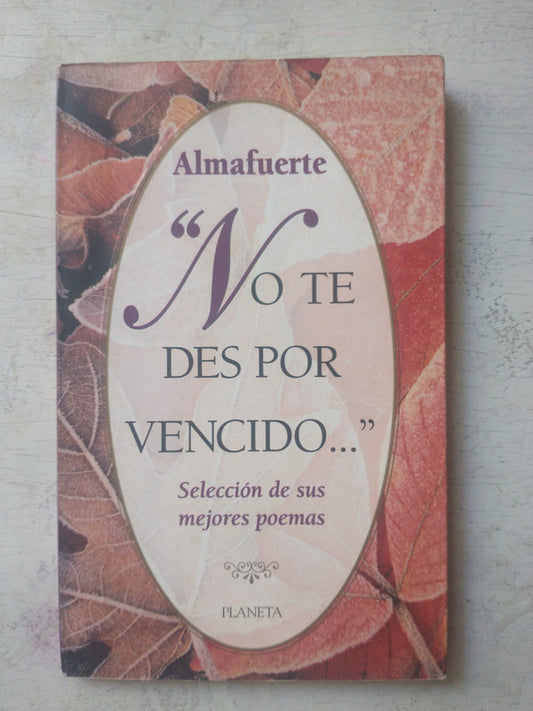 Almafuerte
“No te
des por
vencido...”
Selección de sus
mejores poemas
PLANETA